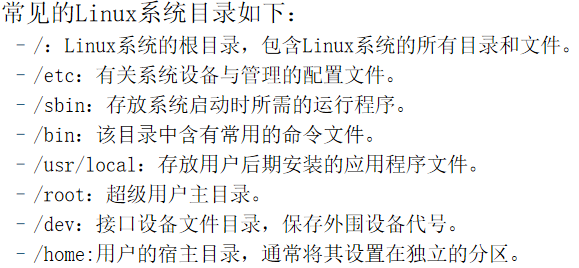 常见的Linux系统目录如下：
- /：Linux系统的根目录，包含Linux系统的所有目录和文件。
- /etc：有关系统设备与管理的配置文件。
- /sbin：存放系统启动时所需的运行程序。
- /bin：该目录中含有常用的命令文件。
- /usr/local：存放用户后期安装的应用程序文件。
- /root：超级用户主目录。
- /dev：接口设备文件目录，保存外围设备代号。
- /home:用户的宿主目录，通常将其设置在独立的分区。